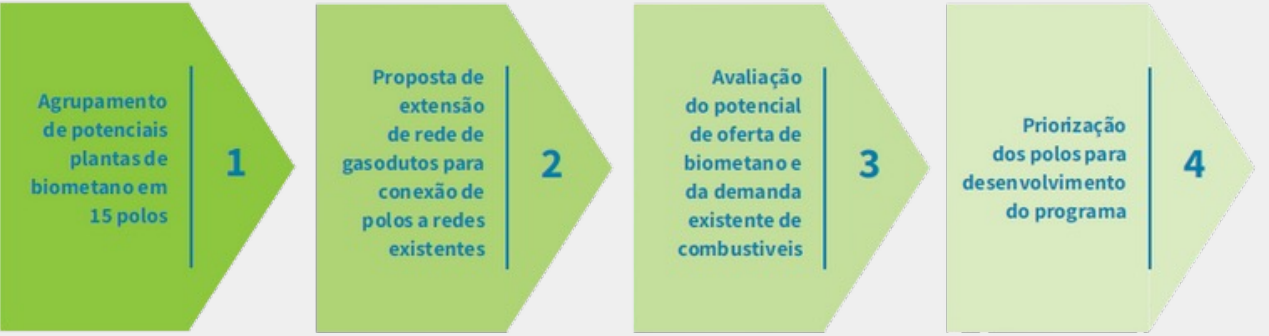 Agrupamento
de potenciais
plantas de
biometano em
15 polos
1
Proposta de
extensão
de rede de
gasodutos para
conexão de
polos a redes
existentes
2
Avaliação
do potencial
de oferta de
biometano e
da demanda
existente de
combustiveis
3
Priorização
dos polos para
desenvolvimento
do programa
4